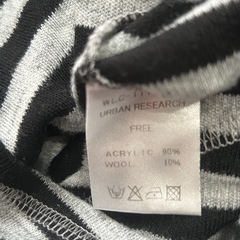 URBAN RESEARCH
FREE
ACRYLIC 90%
WOOL 10%